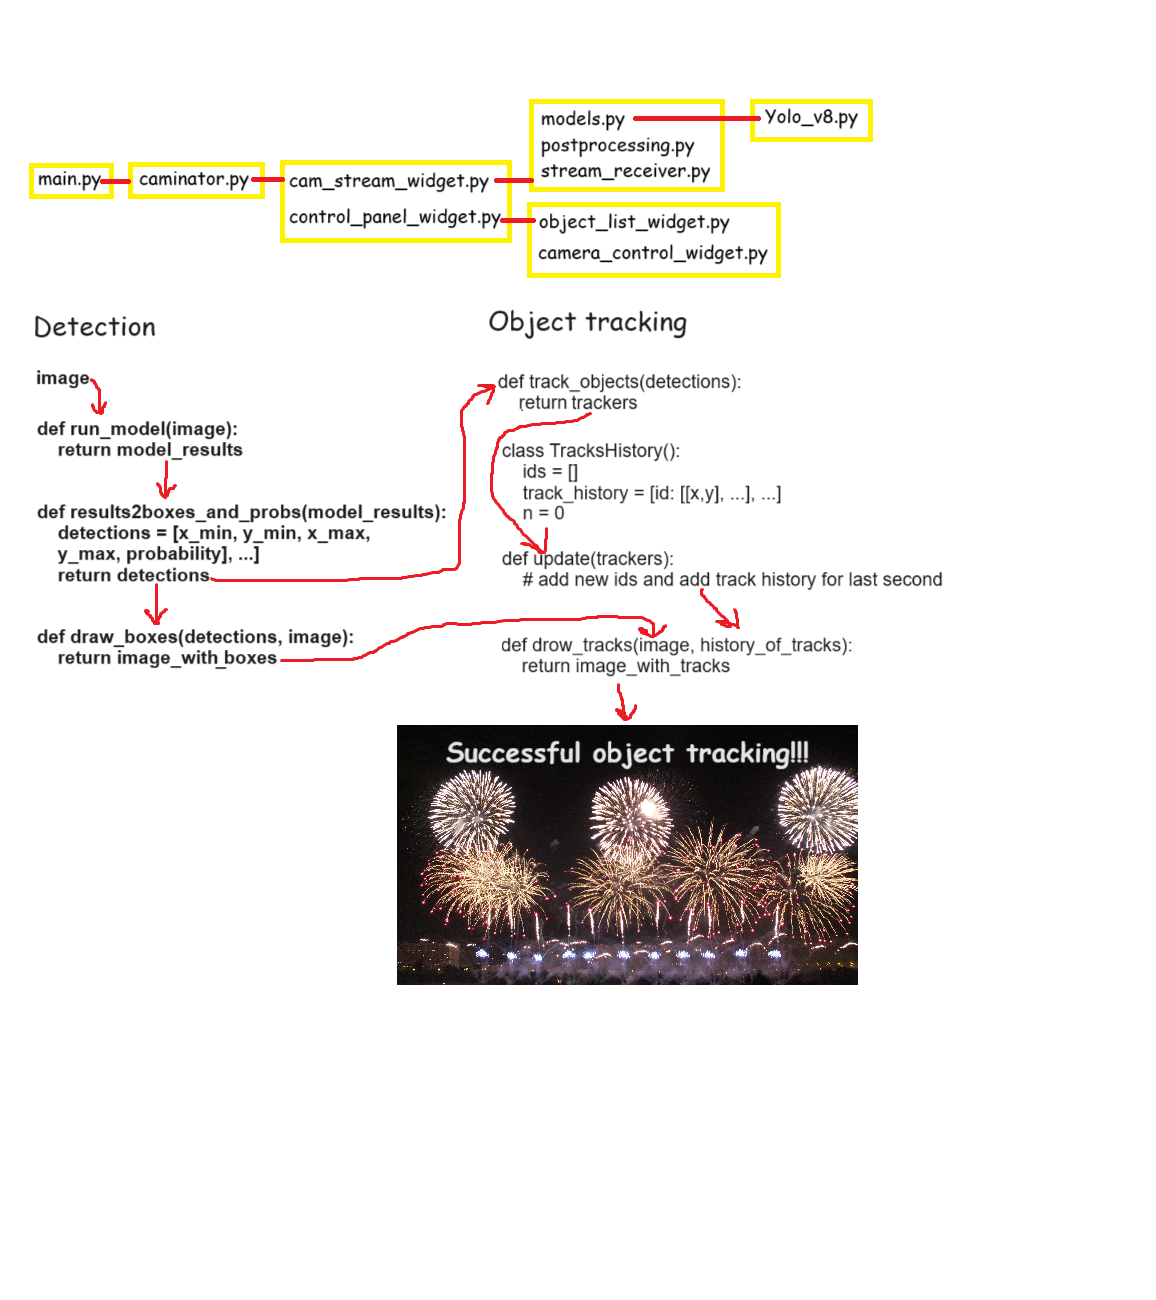 main.py
caminator.py
cam_stream_widget.py
control_panel_widget.py
models.py
postprocessing.py
stream_receiver.py
Yolo_v8.py
object_list_widget.py
camera_control_widget.py
Detection
image
def run_model(image):
return model_results
def results2boxes_and_probs(model_results):
detections = [x_min, y_min, x_max,
y_max, probability], ...]
return detections
def draw_boxes(detections, image):
return image_with_boxes
Object tracking
def track_objects(detections):
return trackers
class TracksHistory():
ids = []
track_history = [id: [[x,y], ...], ...]
n = 0
def update(trackers):
# add new ids and add track history for last second
def drow_tracks(image, history_of_tracks):
return image_with_tracks
Successful object tracking!!!